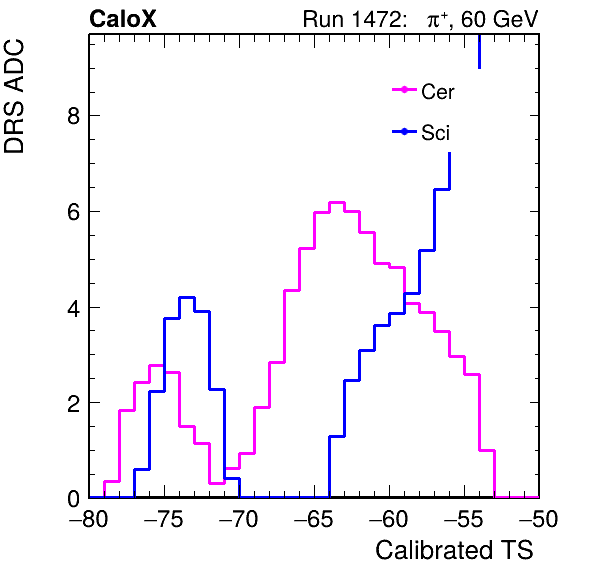 CaloX Run 1472: π⁺, 60 GeV
DRS ADC
Cer
Sci
8
6
4
2
0
−80 −75 −70 −65 −60 −55 −50
Calibrated TS